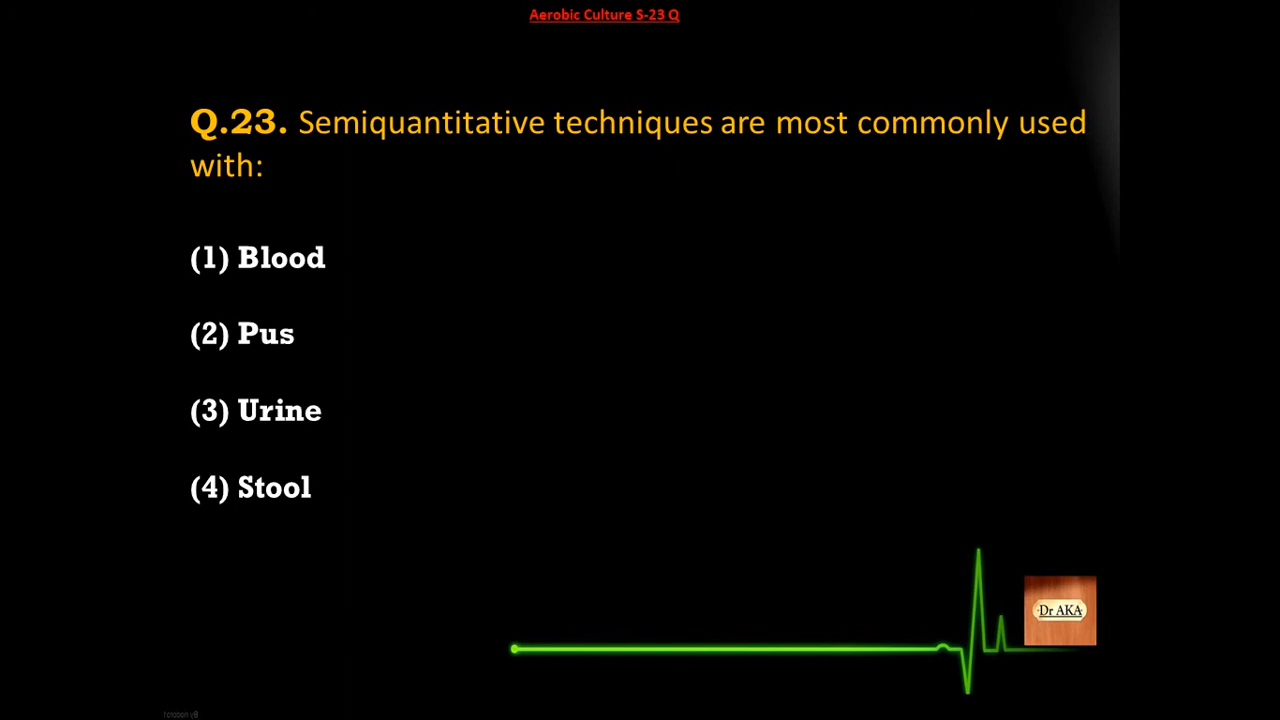 Aerobic Culture S-23 Q
Q.23. Semiquantitative techniques are most commonly used
with:
(1) Blood
(2) Pus
(3) Urine
(4) Stool
Dr AKA